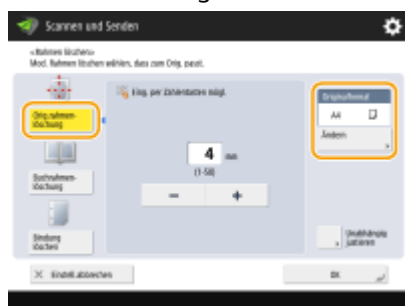 Scannen und Senden
<Rahmen löschen>
Mod. Rahmen löschen wählen, dass zum Orig. passt.
Orig.rahmen-
löschung
Eing. per Zahlentasten mögl.
Originalformat
A4
Ändern
4 mm
(1-50)
Buchrahmen-
löschung
− +
Bindung
löschen
Unabhängig
justieren
Einstell. abbrechen
OK